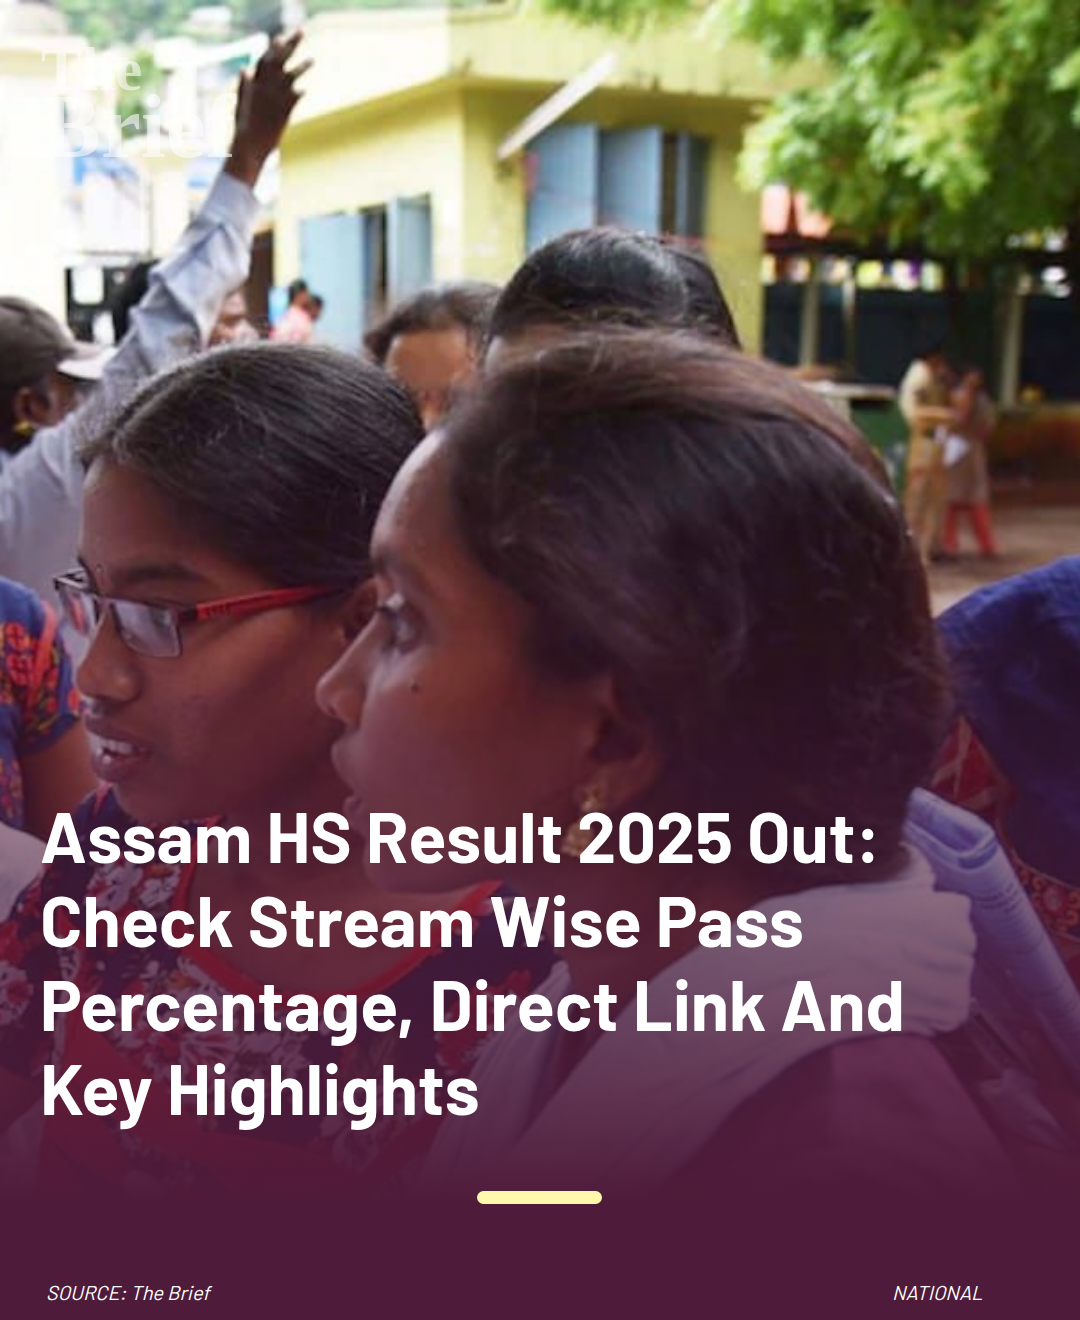 The
Brief
Assam HS Result 2025 Out:
Check Stream Wise Pass
Percentage, Direct Link And
Key Highlights
SOURCE: The Brief
NATIONAL